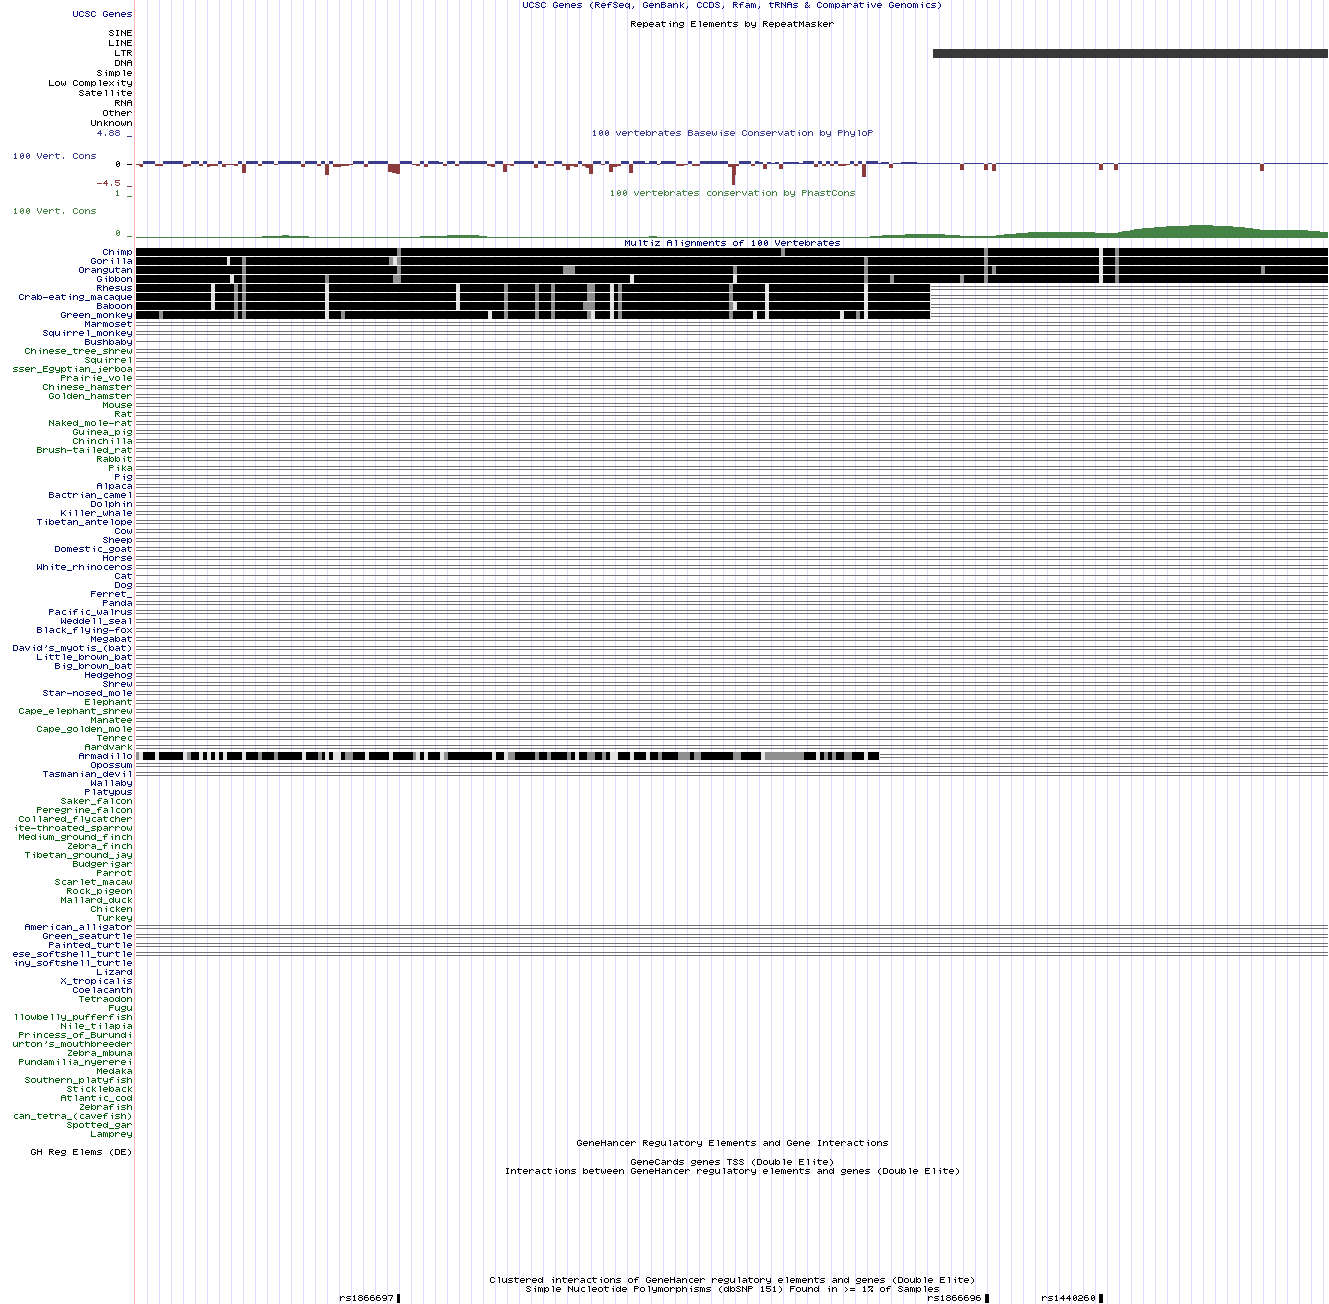 UCSC Genes (RefSeq, GenBank, CCDS, Rfam, tRNAs & Comparative Genomics)
UCSC Genes
Repeating Elements by RepeatMasker
SINE
LINE
LTR
DNA
Simple
Low Complexity
Satellite
RNA
Other
Unknown
4.88 _
100 vertebrates Basewise Conservation by PhyloP
100 Vert. Cons
0 _
-4.5 _
100 vertebrates conservation by PhastCons
1 _
100 Vert. Cons
0 _
Multiz Alignments of 100 Vertebrates
Chimp
Gorilla
Orangutan
Gibbon
Rhesus
Crab-eating_macaque
Baboon
Green_monkey
Marmoset
Squirrel_monkey
Bushbaby
Chinese_tree_shrew
Squirrel
sser_Egyptian_jerboa
Prairie_vole
Chinese_hamster
Golden_hamster
Mouse
Rat
Naked_mole-rat
Guinea_pig
Chinchilla
Brush-tailed_rat
Rabbit
Pika
Pig
Alpaca
Bactrian_camel
Dolphin
Killer_whale
Tibetan_antelope
Cow
Sheep
Domestic_goat
Horse
White_rhinoceros
Cat
Dog
Ferret_
Panda
Pacific_walrus
Weddell_seal
Black_flying-fox
Megabat
David's_myotis_(bat)
Little_brown_bat
Big_brown_bat
Hedgehog
Shrew
Star-nosed_mole
Elephant
Cape_elephant_shrew
Manatee
Cape_golden_mole
Tenrec
Aardvark
Armadillo
Opossum
Tasmanian_devil
Wallaby
Platypus
Saker_falcon
Peregrine_falcon
Collared_flycatcher
ite-throated_sparrow
Medium_ground_finch
Zebra_finch
Tibetan_ground_jay
Budgerigar
Parrot
Scarlet_macaw
Rock_pigeon
Mallard_duck
Chicken
Turkey
American_alligator
Green_seaturtle
Painted_turtle
ese_softshell_turtle
iny_softshell_turtle
Lizard
X_tropicalis
Coelacanth
Tetraodon
Fugu
llowbelly_pufferfish
Nile_tilapia
Princess_of_Burundi
urton's_mouthbreeder
Zebra_mbuna
Pundamilia_nyererei
Medaka
Southern_platyfish
Stickleback
Atlantic_cod
Zebrafish
can_tetra_(cavefish)
Spotted_gar
Lamprey
GeneHancer Regulatory Elements and Gene Interactions
GH Reg Elems (DE)
GeneCards genes TSS (Double Elite)
Interactions between GeneHancer regulatory elements and genes (Double Elite)
Clustered interactions of GeneHancer regulatory elements and genes (Double Elite)
Simple Nucleotide Polymorphisms (dbSNP 151) Found in >= 1% of Samples
rs1866697 rs1866696 rs1440260